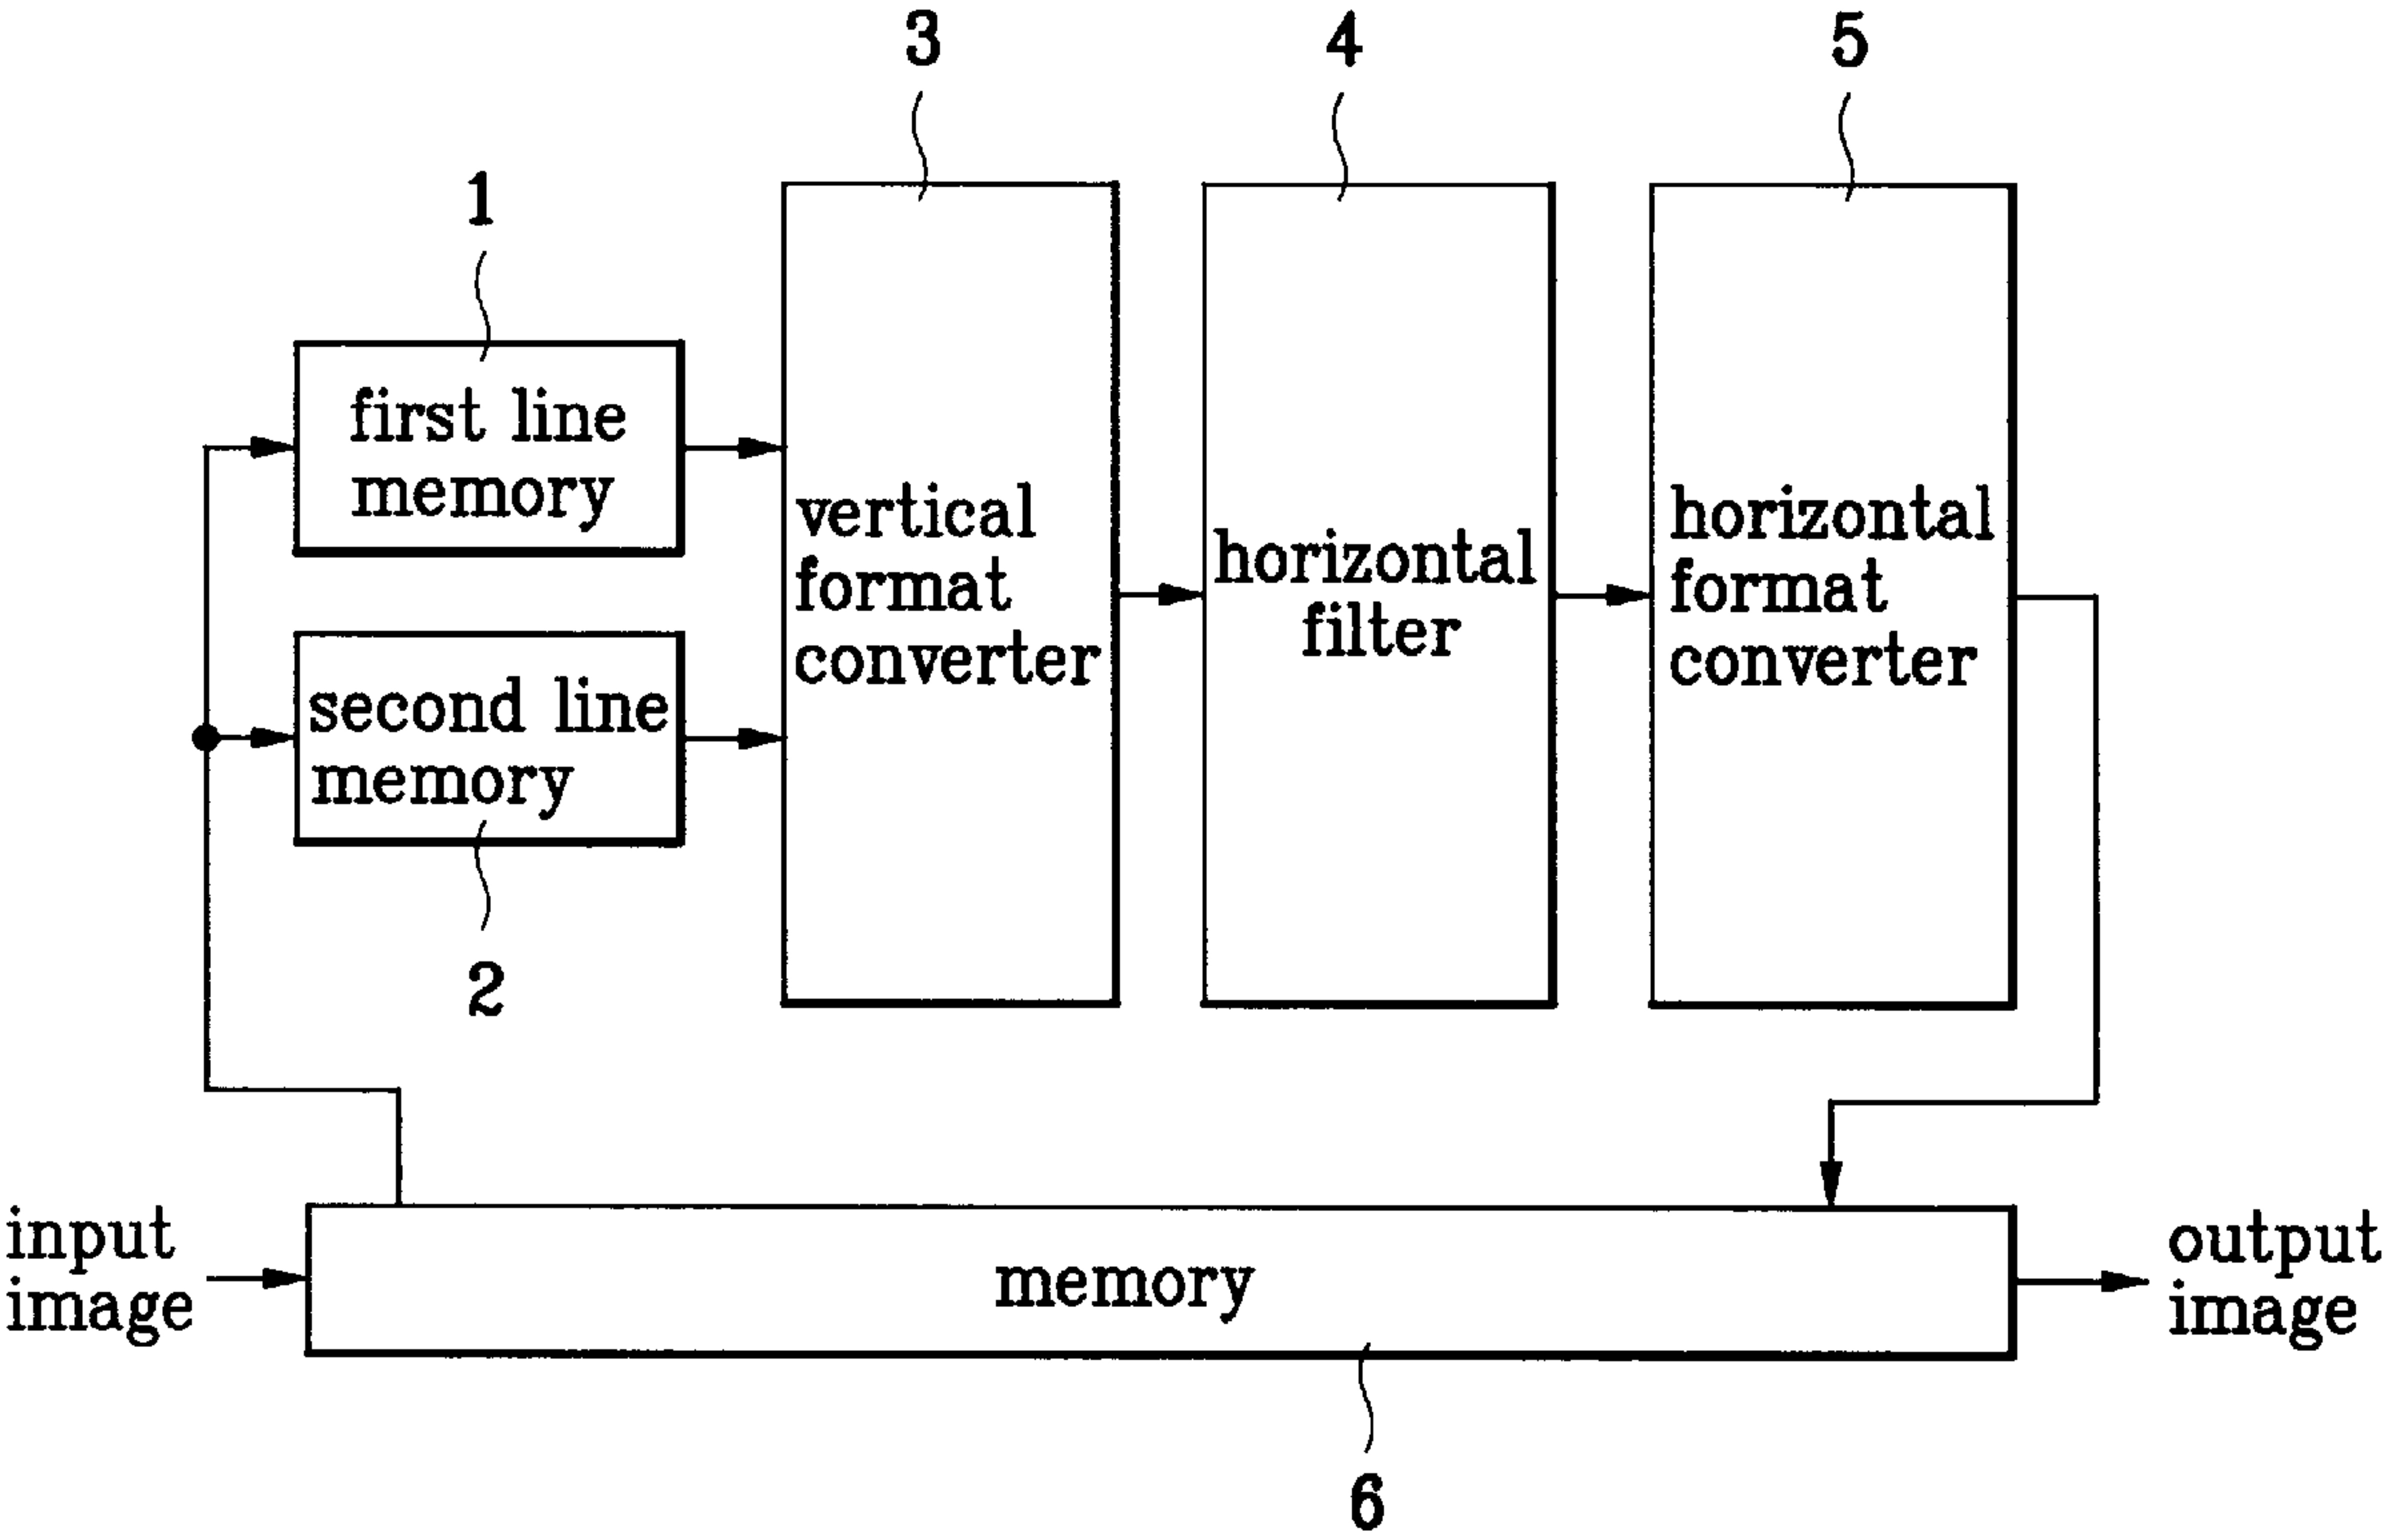 3
4
5
1
first line
memory
vertical
format
converter
horizontal
filter
horizontal
format
converter
second line
memory
2
input
image
memory
output
image
6